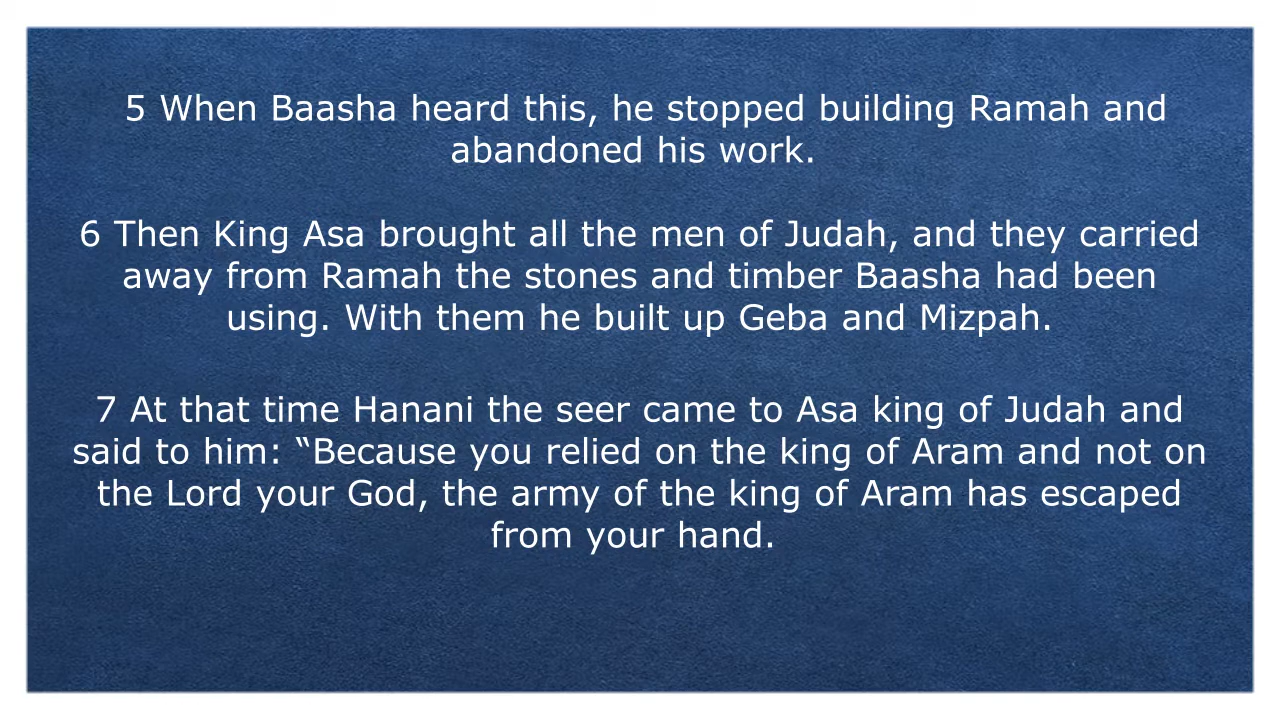 5 When Baasha heard this, he stopped building Ramah and
abandoned his work.
6 Then King Asa brought all the men of Judah, and they carried
away from Ramah the stones and timber Baasha had been
using. With them he built up Geba and Mizpah.
7 At that time Hanani the seer came to Asa king of Judah and
said to him: “Because you relied on the king of Aram and not on
the Lord your God, the army of the king of Aram has escaped
from your hand.